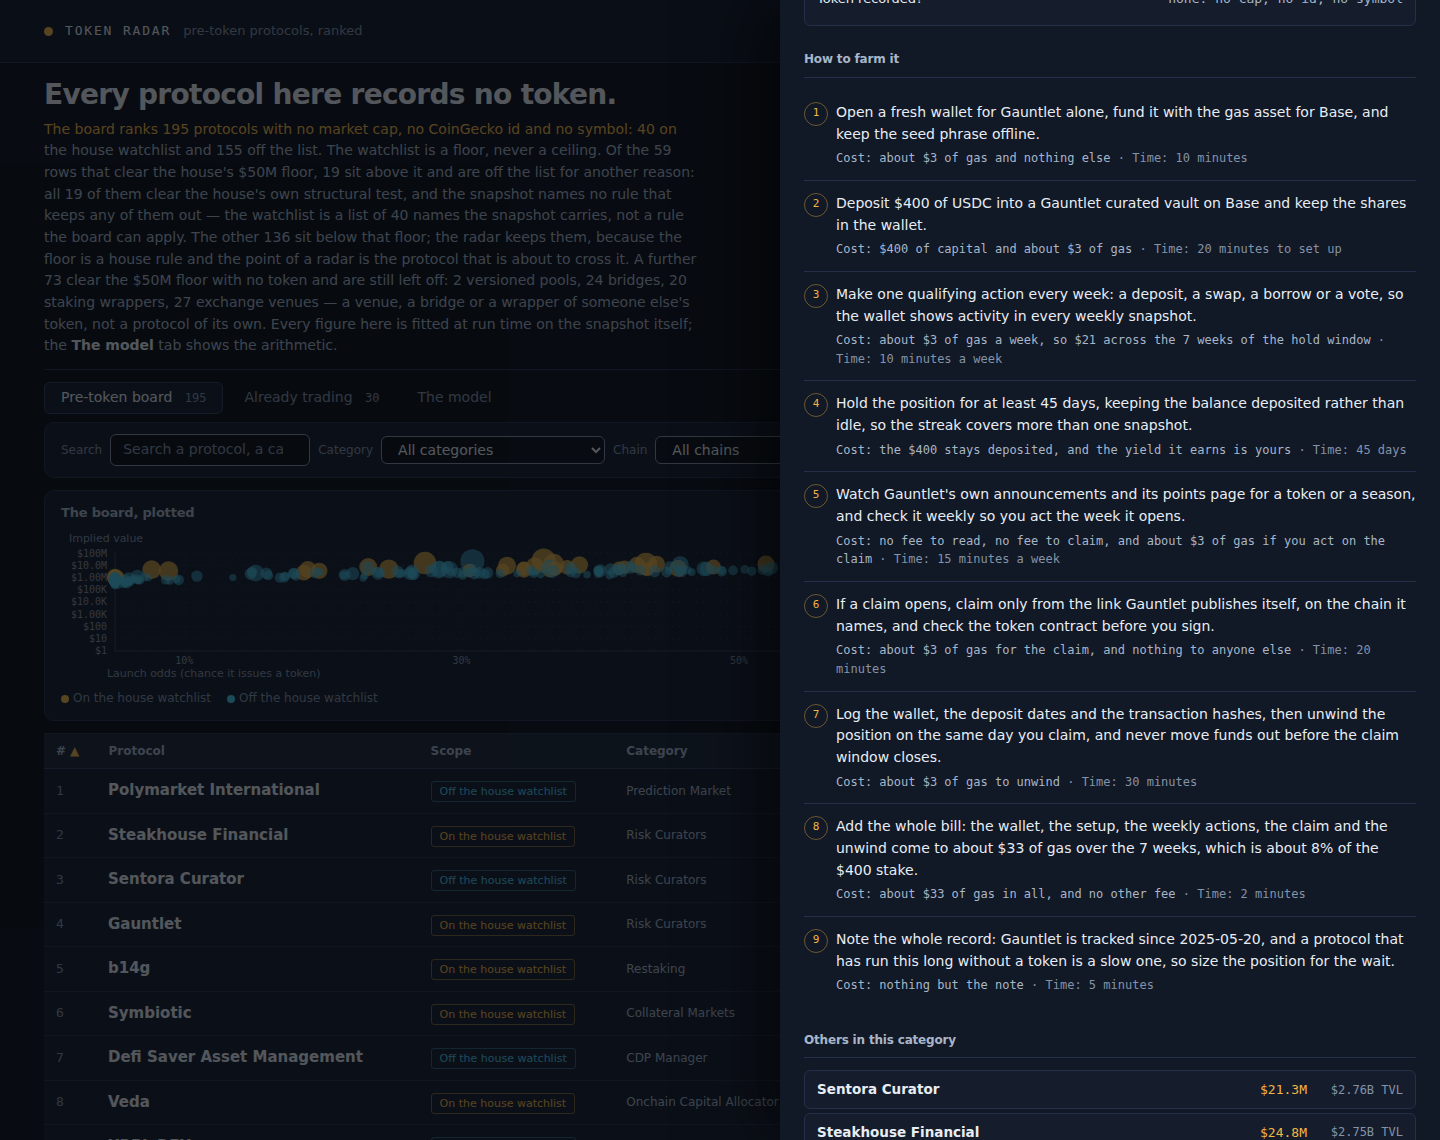 TOKEN RADAR pre-token protocols, ranked
Every protocol here records no token.
The board ranks 195 protocols with no market cap, no CoinGecko id and no symbol: 40 on
the house watchlist and 155 off the list. The watchlist is a floor, never a ceiling. Of the 59
rows that clear the house's $50M floor, 19 sit above it and are off the list for another reason:
all 19 of them clear the house's own structural test, and the snapshot names no rule that
keeps any of them out — the watchlist is a list of 40 names the snapshot carries, not a rule
the board can apply. The other 136 sit below that floor; the radar keeps them, because the
floor is a house rule and the point of a radar is the protocol that is about to cross it. A further
73 clear the $50M floor with no token and are still left off: 2 versioned pools, 24 bridges, 20
staking wrappers, 27 exchange venues — a venue, a bridge or a wrapper of someone else's
token, not a protocol of its own. Every figure here is fitted at run time on the snapshot itself;
the The model tab shows the arithmetic.
Pre-token board 195 Already trading 30 The model
Search Search a protocol, a ca Category All categories Chain All chains
The board, plotted
Implied value
$100M
$10.0M
$1.00M
$100K
$10.0K
$1.00K
$100
$10
$1
10% 30% 50%
Launch odds (chance it issues a token)
On the house watchlist Off the house watchlist
# ▲ Protocol Scope Category
1 Polymarket International Off the house watchlist Prediction Market
2 Steakhouse Financial On the house watchlist Risk Curators
3 Sentora Curator Off the house watchlist Risk Curators
4 Gauntlet On the house watchlist Risk Curators
5 b14g On the house watchlist Restaking
6 Symbiotic On the house watchlist Collateral Markets
7 Defi Saver Asset Management Off the house watchlist CDP Manager
8 Veda On the house watchlist Onchain Capital Allocator
How to farm it
1 Open a fresh wallet for Gauntlet alone, fund it with the gas asset for Base, and
keep the seed phrase offline.
Cost: about $3 of gas and nothing else · Time: 10 minutes
2 Deposit $400 of USDC into a Gauntlet curated vault on Base and keep the shares
in the wallet.
Cost: $400 of capital and about $3 of gas · Time: 20 minutes to set up
3 Make one qualifying action every week: a deposit, a swap, a borrow or a vote, so
the wallet shows activity in every weekly snapshot.
Cost: about $3 of gas a week, so $21 across the 7 weeks of the hold window ·
Time: 10 minutes a week
4 Hold the position for at least 45 days, keeping the balance deposited rather than
idle, so the streak covers more than one snapshot.
Cost: the $400 stays deposited, and the yield it earns is yours · Time: 45 days
5 Watch Gauntlet's own announcements and its points page for a token or a season,
and check it weekly so you act the week it opens.
Cost: no fee to read, no fee to claim, and about $3 of gas if you act on the
claim · Time: 15 minutes a week
6 If a claim opens, claim only from the link Gauntlet publishes itself, on the chain it
names, and check the token contract before you sign.
Cost: about $3 of gas for the claim, and nothing to anyone else · Time: 20
minutes
7 Log the wallet, the deposit dates and the transaction hashes, then unwind the
position on the same day you claim, and never move funds out before the claim
window closes.
Cost: about $3 of gas to unwind · Time: 30 minutes
8 Add the whole bill: the wallet, the setup, the weekly actions, the claim and the
unwind come to about $33 of gas over the 7 weeks, which is about 8% of the
$400 stake.
Cost: about $33 of gas in all, and no other fee · Time: 2 minutes
9 Note the whole record: Gauntlet is tracked since 2025-05-20, and a protocol that
has run this long without a token is a slow one, so size the position for the wait.
Cost: nothing but the note · Time: 5 minutes
Others in this category
Sentora Curator $21.3M $2.76B TVL
Steakhouse Financial $24.8M $2.75B TVL